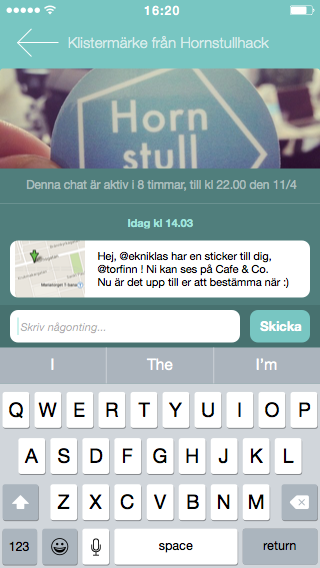 16:20
Klistermärke från Hornstullhack
Horn
stull
Denna chat är aktiv i 8 timmar, till kl 22.00 den 11/4
Idag kl 14.03
Hej, @ekniklas har en sticker till dig,
@torfinn ! Ni kan ses på Cafe & Co.
Nu är det upp till er att bestämma när :)
Skriv någonting...
Skicka
I The I'm
Q W E R T Y U I O P
A S D F G H J K L
Z X C V B N M
123 space return